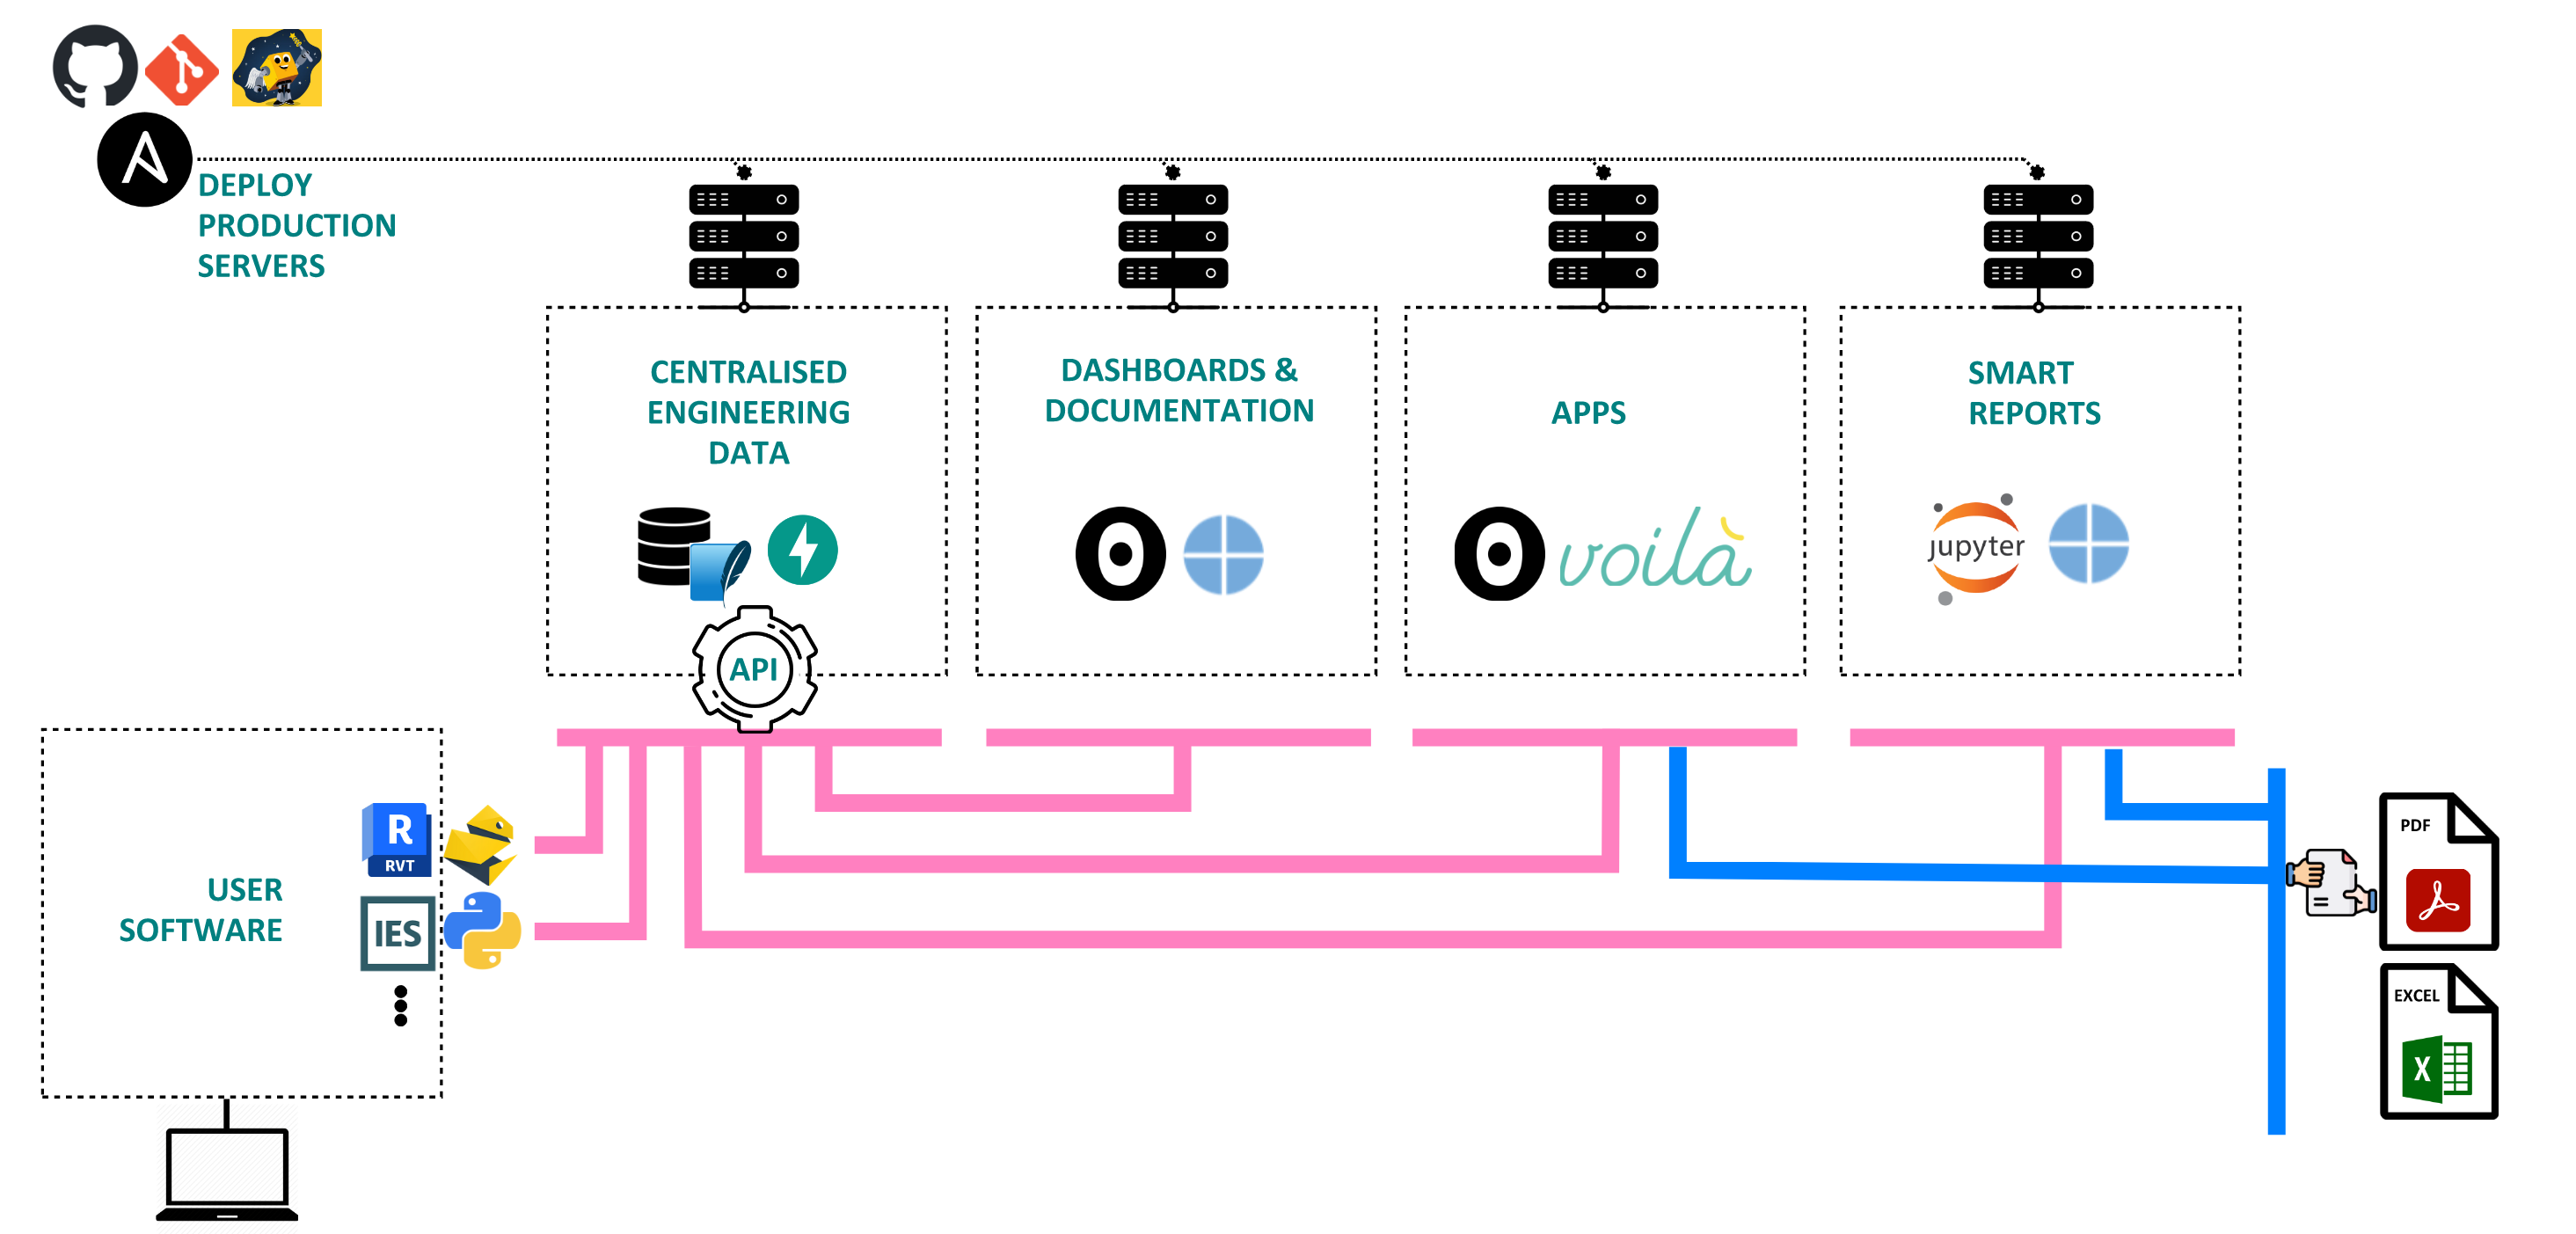 DEPLOY
PRODUCTION
SERVERS
CENTRALISED
ENGINEERING
DATA
DASHBOARDS &
DOCUMENTATION
APPS
SMART
REPORTS
voilà
jupyter
API
USER
SOFTWARE
R
RVT
IES
PDF
EXCEL
X